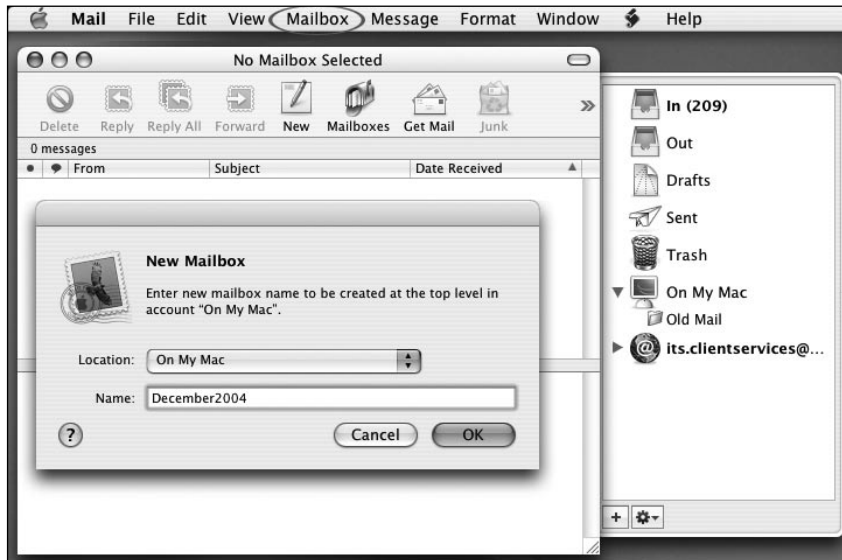 Mail File Edit View Mailbox Message Format Window Help
No Mailbox Selected
Delete Reply Reply All Forward New Mailboxes Get Mail Junk
0 messages
From Subject Date Received
New Mailbox
Enter new mailbox name to be created at the top level in
account “On My Mac”.
Location: On My Mac
Name: December2004
? Cancel OK
In (209)
Out
Drafts
Sent
Trash
On My Mac
Old Mail
@ its.clientservices@...